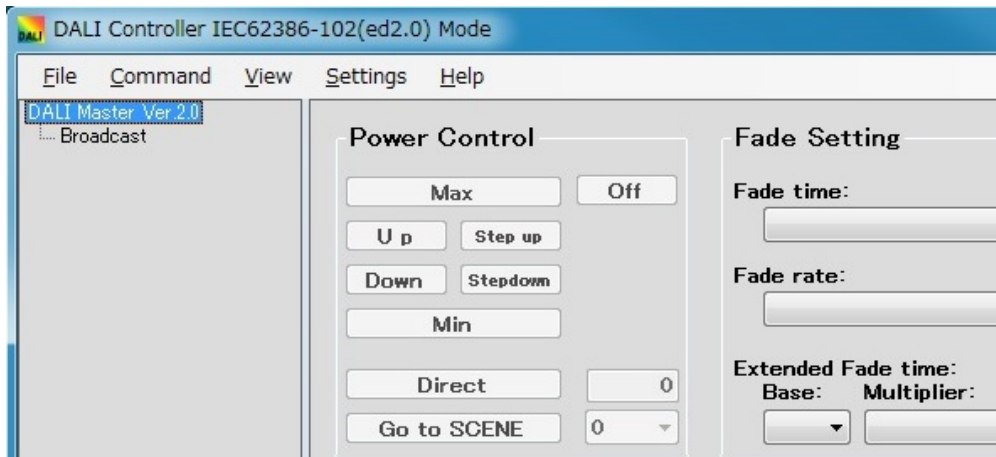 DALI DALI Controller IEC62386-102(ed2.0) Mode
File Command View Settings Help
DALI Master Ver.2.0
Broadcast
Power Control
Max Off
Up Step up
Down Stepdown
Min
Direct 0
Go to SCENE 0
Fade Setting
Fade time:
Fade rate:
Extended Fade time:
Base: Multiplier: